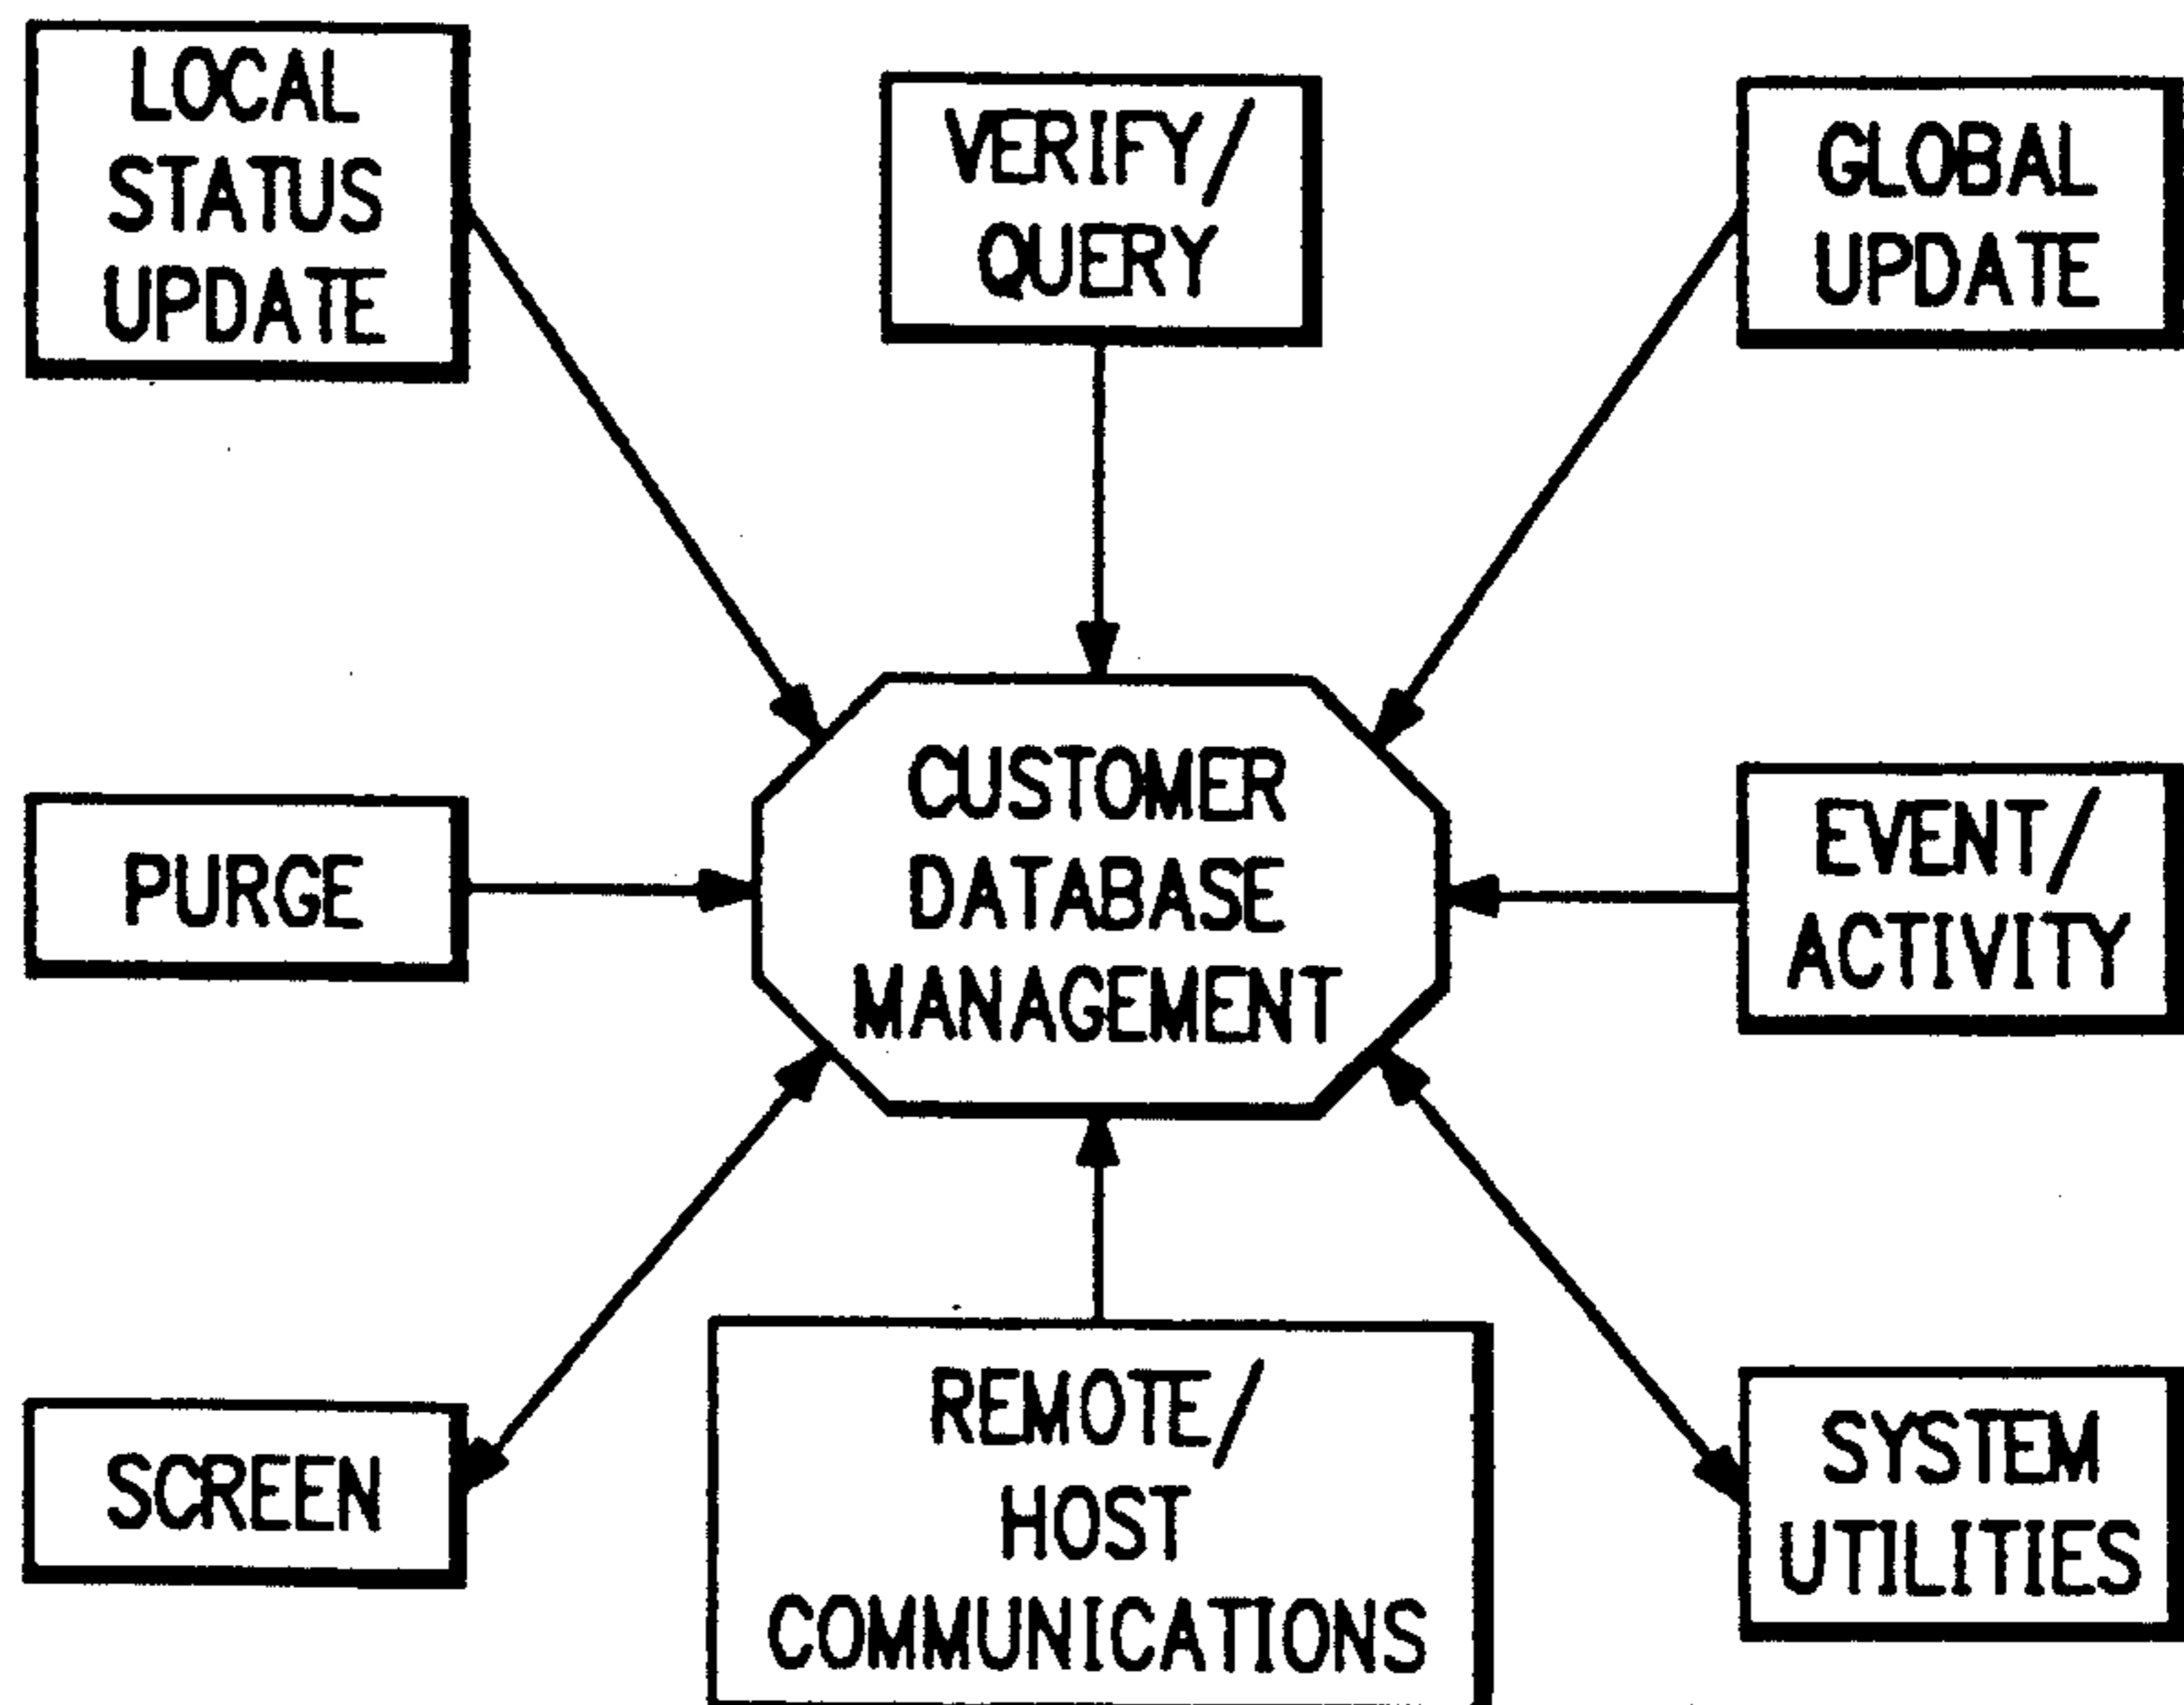 LOCAL
STATUS
UPDATE
VERIFY/
QUERY
GLOBAL
UPDATE
PURGE
CUSTOMER
DATABASE
MANAGEMENT
EVENT/
ACTIVITY
SCREEN
REMOTE/
HOST
COMMUNICATIONS
SYSTEM
UTILITIES